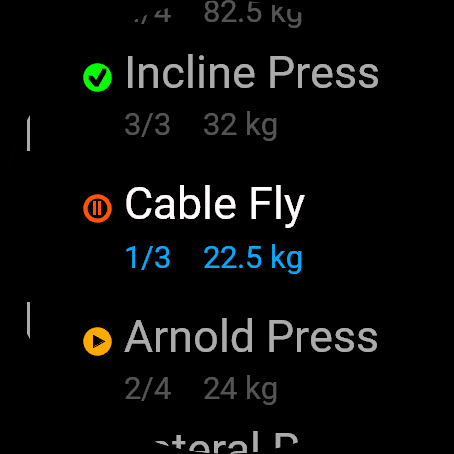 82.5 kg
Incline Press
3/3 32 kg
Cable Fly
1/3 22.5 kg
Arnold Press
2/4 24 kg